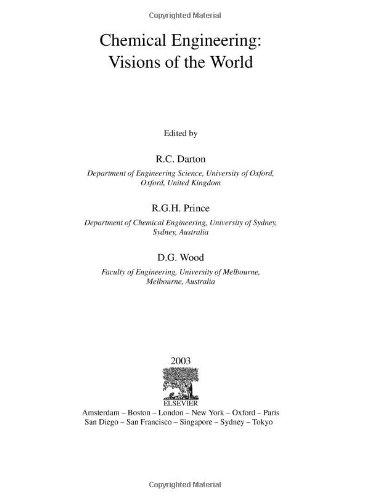 Copyrighted Material
Chemical Engineering:
Visions of the World
Edited by
R.C. Darton
Department of Engineering Science, University of Oxford,
Oxford, United Kingdom
R.G.H. Prince
Department of Chemical Engineering, University of Sydney,
Sydney, Australia
D.G. Wood
Faculty of Engineering, University of Melbourne,
Melbourne, Australia
2003
ELSEVIER
Amsterdam – Boston – London – New York – Oxford – Paris
San Diego – San Francisco – Singapore – Sydney – Tokyo
Copyrighted Material